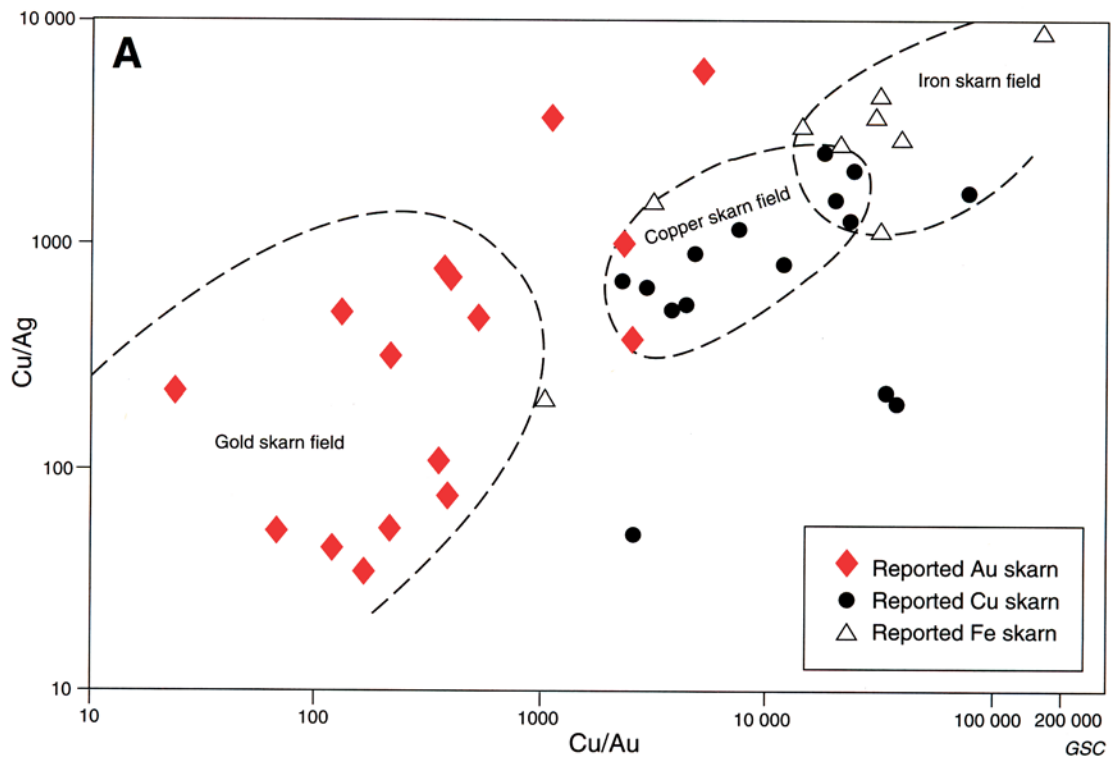 10 000
A
Iron skarn field
Copper skarn field
1000
Cu/Ag
Gold skarn field
100
Reported Au skarn
Reported Cu skarn
Reported Fe skarn
10
10
100
1000
10 000
100 000
200 000
Cu/Au
GSC